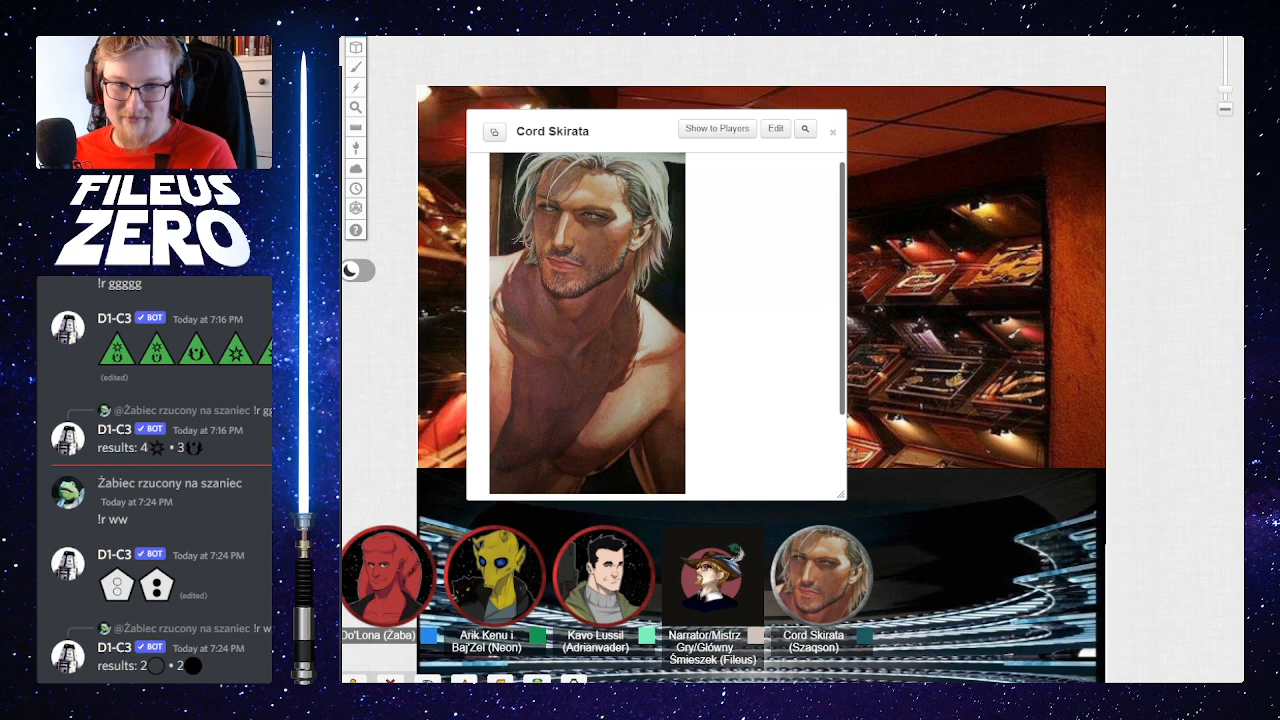 FILEUS
ZERO
!r ggggg
D1-C3 ✓ BOT Today at 7:16 PM
(edited)
@Żabiec rzucony na szaniec !r gg
D1-C3 ✓ BOT Today at 7:16 PM
results: 4 • 3
Żabiec rzucony na szaniec
Today at 7:24 PM
!r ww
D1-C3 ✓ BOT Today at 7:24 PM
(edited)
@Żabiec rzucony na szaniec !r w
D1-C3 ✓ BOT Today at 7:24 PM
results: 2 • 2
Cord Skirata
Show to Players
Edit
Do'Lona (Żaba)
Arik Kenu i
Baj'Zel (Neon)
Kavo Lussil
(Adrianvader)
Narrator/Mistrz
Gry/Główny
Śmieszek (Fileus)
Cord Skirata
(Szaqson)